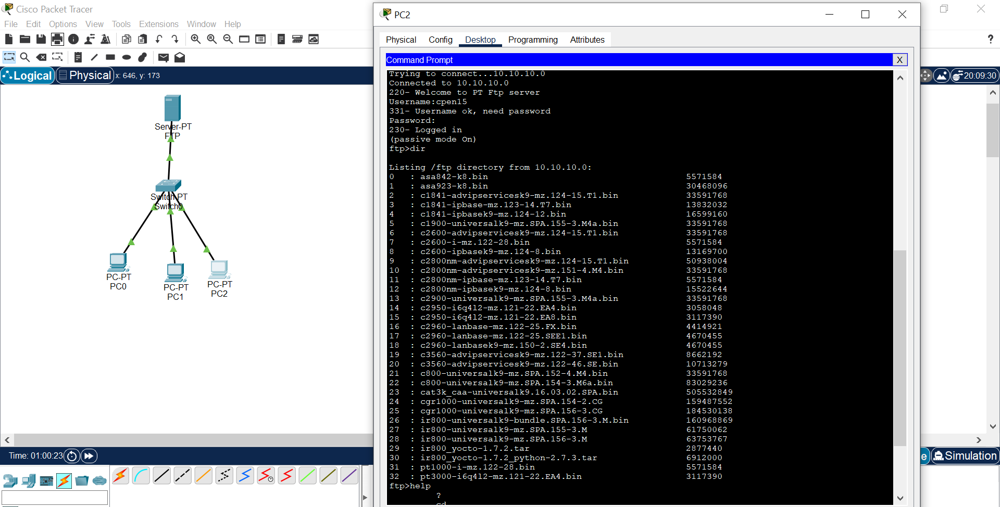 Cisco Packet Tracer
File Edit Options View Tools Extensions Window Help
Logical Physical x: 646, y: 173
Server-PT
FTP
Switch-PT
Switch0
PC-PT
PC0
PC-PT
PC1
PC-PT
PC2
Time: 01:00:23
PC2
Physical Config Desktop Programming Attributes
Command Prompt X
Trying to connect...10.10.10.0
Connected to 10.10.10.0
220- Welcome to PT Ftp server
Username:cpen15
331- Username ok, need password
Password:
230- Logged in
(passive mode On)
ftp>dir
Listing /ftp directory from 10.10.10.0:
0 : asa842-k8.bin 5571584
1 : asa923-k8.bin 30468096
2 : c1841-advipservicesk9-mz.124-15.T1.bin 33591768
3 : c1841-ipbase-mz.123-14.T7.bin 13832032
4 : c1841-ipbasek9-mz.124-12.bin 16599160
5 : c1900-universalk9-mz.SPA.155-3.M4a.bin 33591768
6 : c2600-advipservicesk9-mz.124-15.T1.bin 33591768
7 : c2600-i-mz.122-28.bin 5571584
8 : c2600-ipbasek9-mz.124-8.bin 13169700
9 : c2800nm-advipservicesk9-mz.124-15.T1.bin 50938004
10 : c2800nm-advipservicesk9-mz.151-4.M4.bin 33591768
11 : c2800nm-ipbase-mz.123-14.T7.bin 5571584
12 : c2800nm-ipbasek9-mz.124-8.bin 15522644
13 : c2900-universalk9-mz.SPA.155-3.M4a.bin 33591768
14 : c2950-i6q4l2-mz.121-22.EA4.bin 3058048
15 : c2950-i6q4l2-mz.121-22.EA8.bin 3117390
16 : c2960-lanbase-mz.122-25.FX.bin 4414921
17 : c2960-lanbase-mz.122-25.SEE1.bin 4670455
18 : c2960-lanbasek9-mz.150-2.SE4.bin 4670455
19 : c3560-advipservicesk9-mz.122-37.SE1.bin 8662192
20 : c3560-advipservicesk9-mz.122-46.SE.bin 10713279
21 : c800-universalk9-mz.SPA.152-4.M4.bin 33591768
22 : c800-universalk9-mz.SPA.154-3.M6a.bin 83029236
23 : cat3k_caa-universalk9.16.03.02.SPA.bin 505532849
24 : cgr1000-universalk9-mz.SPA.154-2.CG 159487552
25 : cgr1000-universalk9-mz.SPA.156-3.CG 184530138
26 : ir800-universalk9-bundle.SPA.156-3.M.bin 160968869
27 : ir800-universalk9-mz.SPA.155-3.M 61750062
28 : ir800-universalk9-mz.SPA.156-3.M 63753767
29 : ir800_yocto-1.7.2.tar 2877440
30 : ir800_yocto-1.7.2_python-2.7.3.tar 6912000
31 : pt1000-i-mz.122-28.bin 5571584
32 : pt3000-i6q4l2-mz.121-22.EA4.bin 3117390
ftp>help
?
cd
?
20:09:30
e Simulation